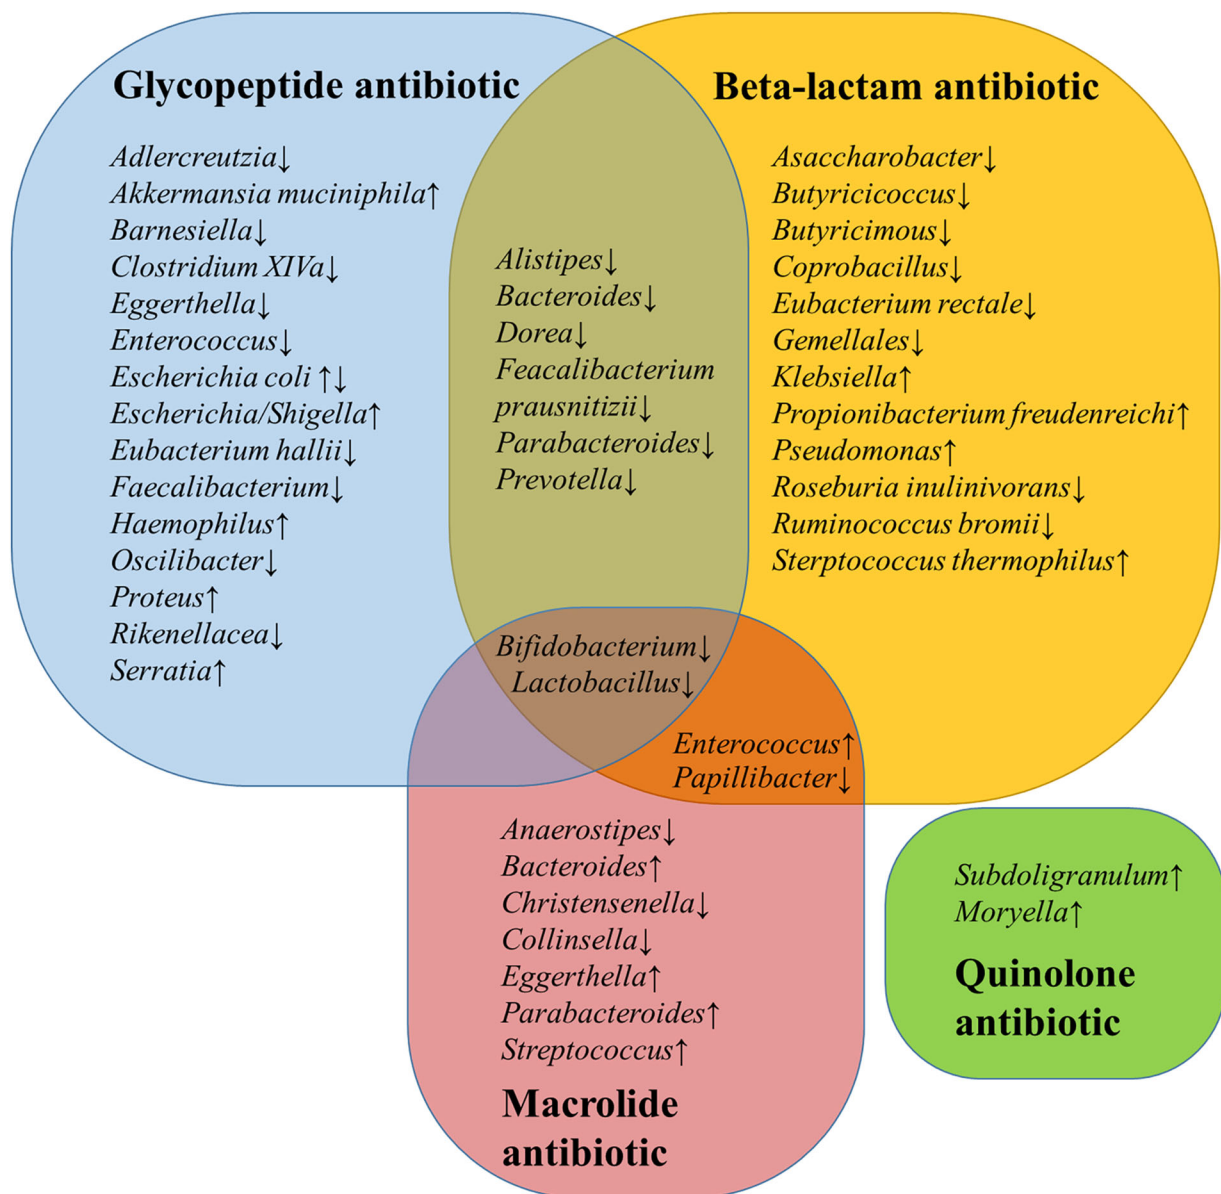 Glycopeptide antibiotic
Adlercreutzia↓
Akkermansia muciniphila↑
Barnesiella↓
Clostridium XIVa↓
Eggerthella↓
Enterococcus↓
Escherichia coli ↑↓
Escherichia/Shigella↑
Eubacterium hallii↓
Faecalibacterium↓
Haemophilus↑
Oscilibacter↓
Proteus↑
Rikenellacea↓
Serratia↑
Alistipes↓
Bacteroides↓
Dorea↓
Feacalibacterium
prausnitizii↓
Parabacteroides↓
Prevotella↓
Beta-lactam antibiotic
Asaccharobacter↓
Butyricicoccus↓
Butyricimous↓
Coprobacillus↓
Eubacterium rectale↓
Gemellales↓
Klebsiella↑
Propionibacterium freudenreichi↑
Pseudomonas↑
Roseburia inulinivorans↓
Ruminococcus bromii↓
Sterptococcus thermophilus↑
Bifidobacterium↓
Lactobacillus↓
Enterococcus↑
Papillibacter↓
Anaerostipes↓
Bacteroides↑
Christensenella↓
Collinsella↓
Eggerthella↑
Parabacteroides↑
Streptococcus↑
Macrolide
antibiotic
Subdoligranulum↑
Moryella↑
Quinolone
antibiotic